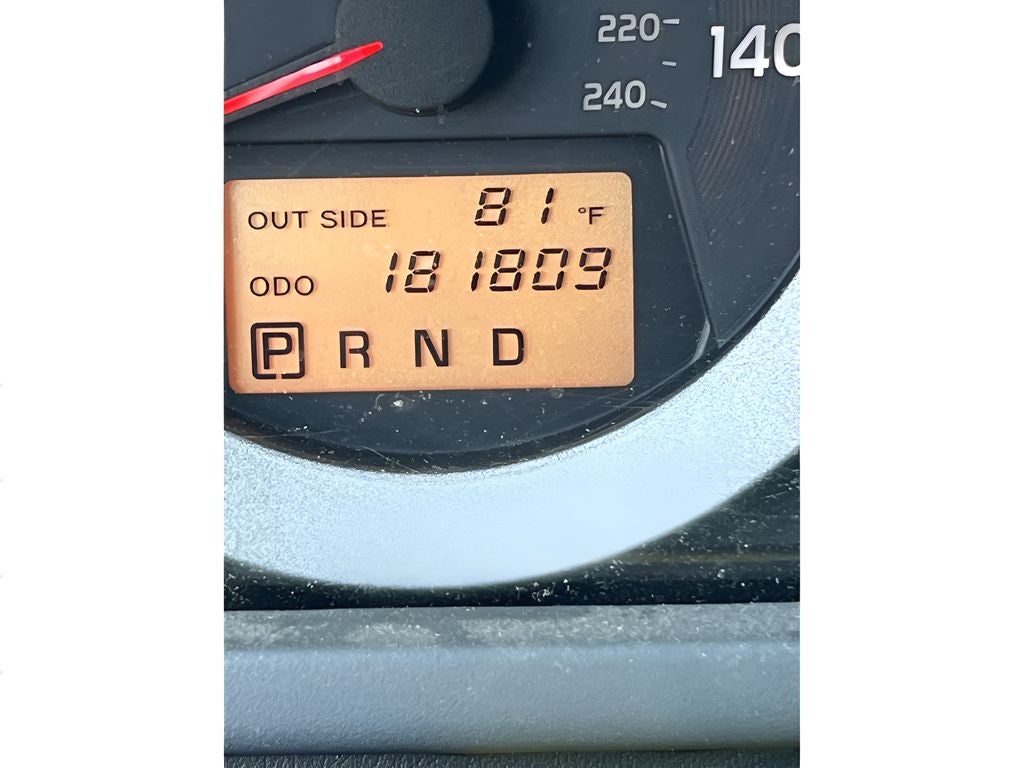 220
140
240
OUT SIDE 81 °F
ODO 181809
P R N D